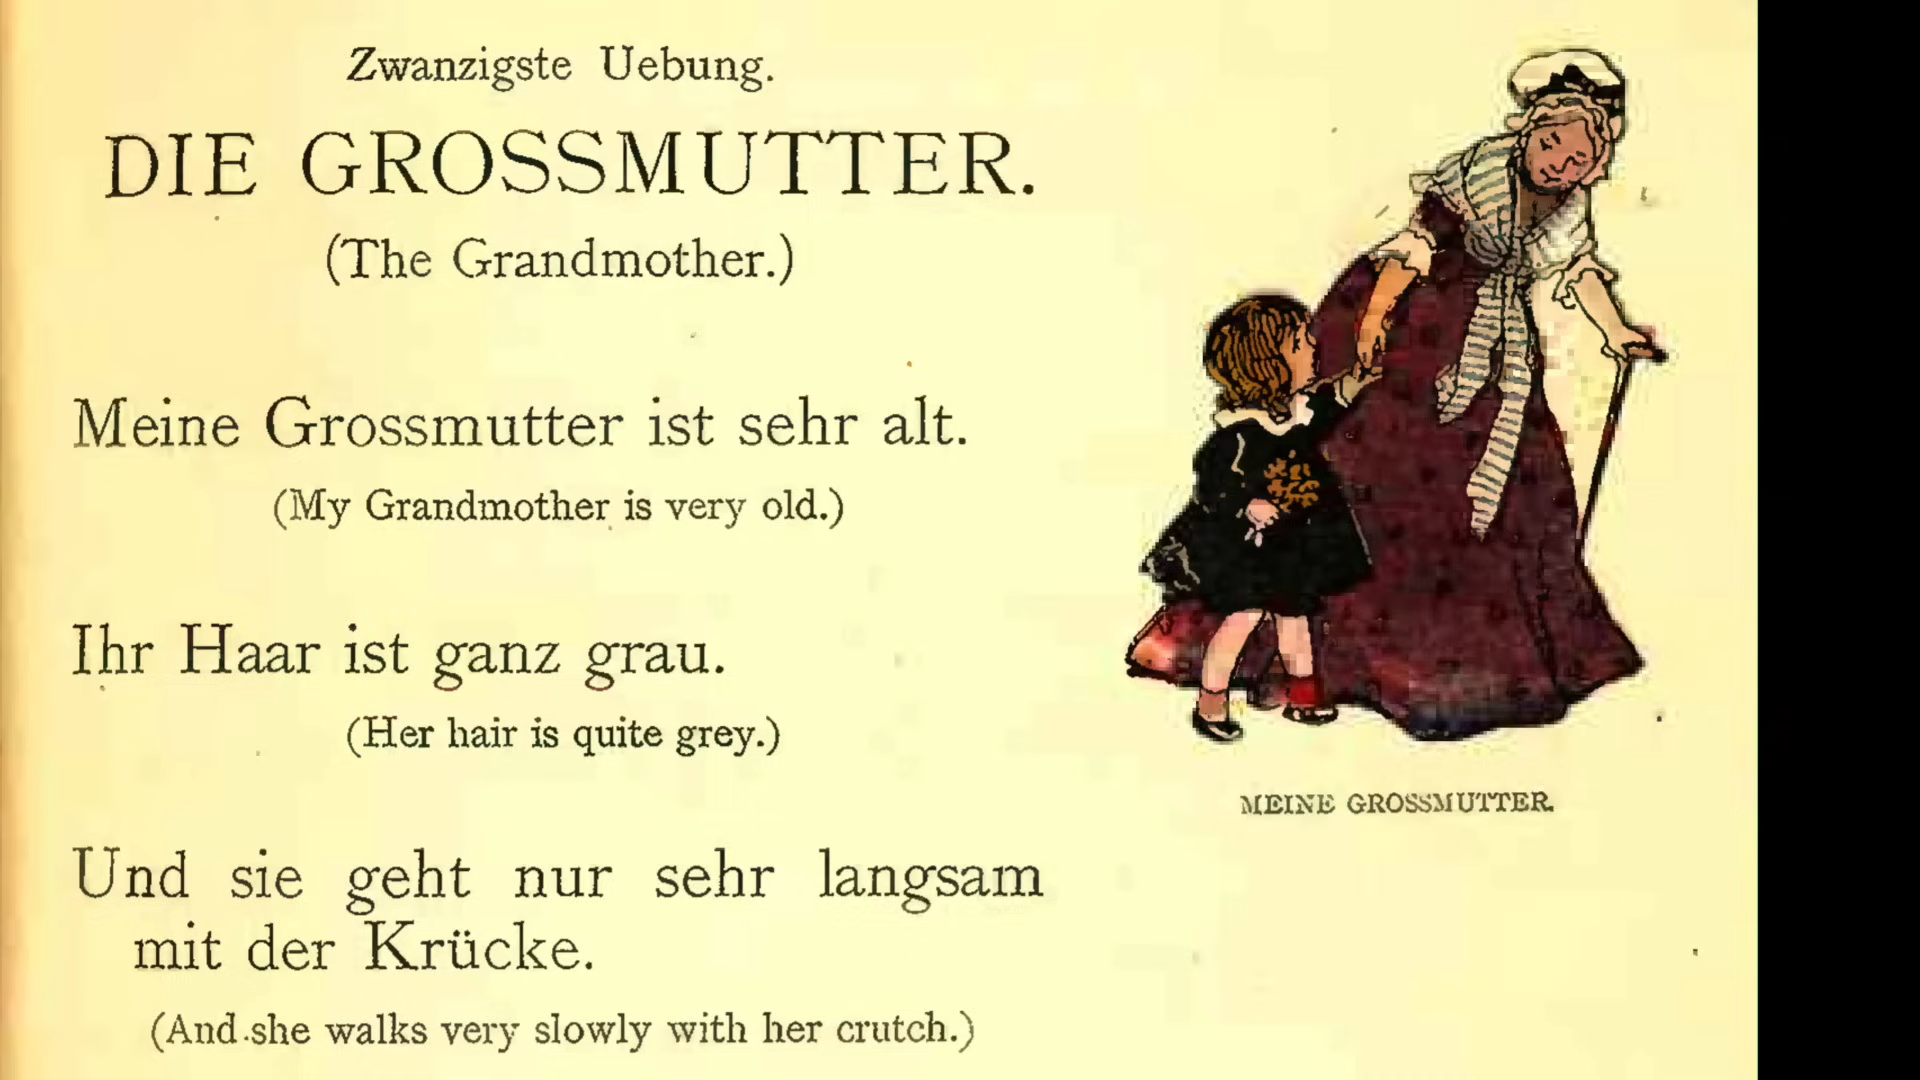 Zwanzigste Uebung.
DIE GROSSMUTTER.
(The Grandmother.)
Meine Grossmutter ist sehr alt.
(My Grandmother is very old.)
Ihr Haar ist ganz grau.
(Her hair is quite grey.)
Und sie geht nur sehr langsam
mit der Krücke.
(And she walks very slowly with her crutch.)
MEINE GROSSMUTTER.